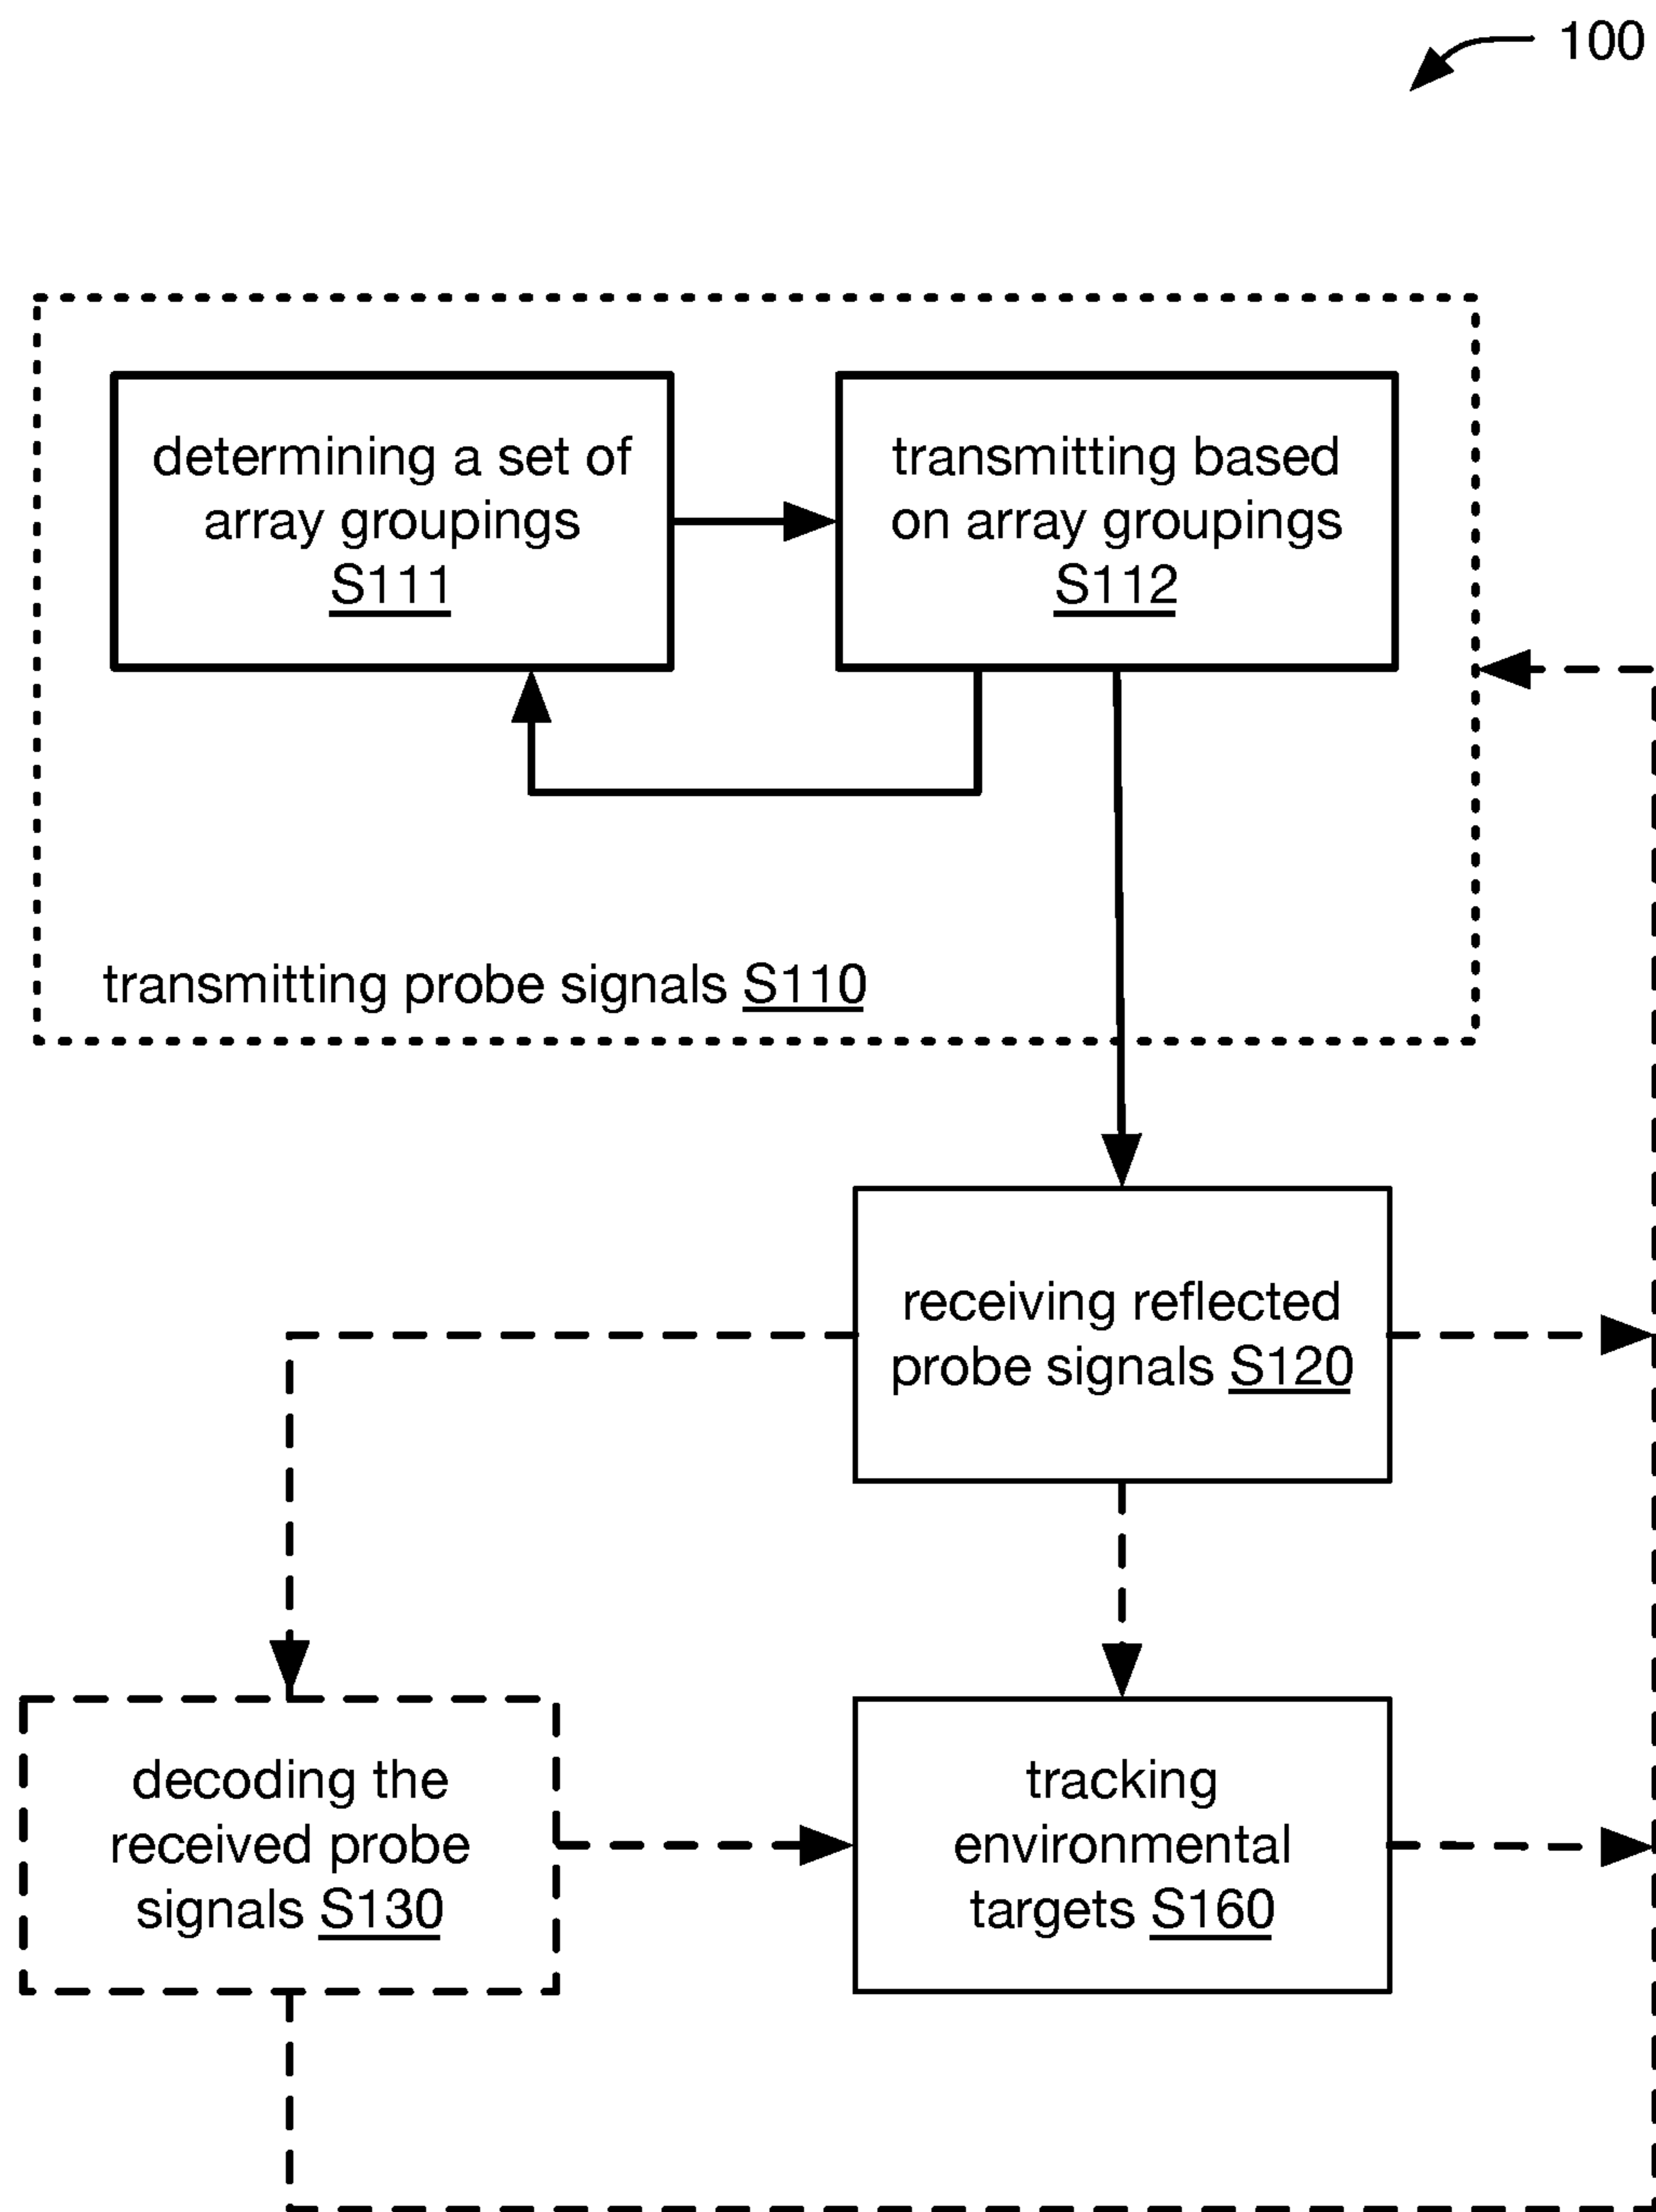 100
determining a set of
array groupings
S111
transmitting based
on array groupings
S112
transmitting probe signals S110
receiving reflected
probe signals S120
decoding the
received probe
signals S130
tracking
environmental
targets S160